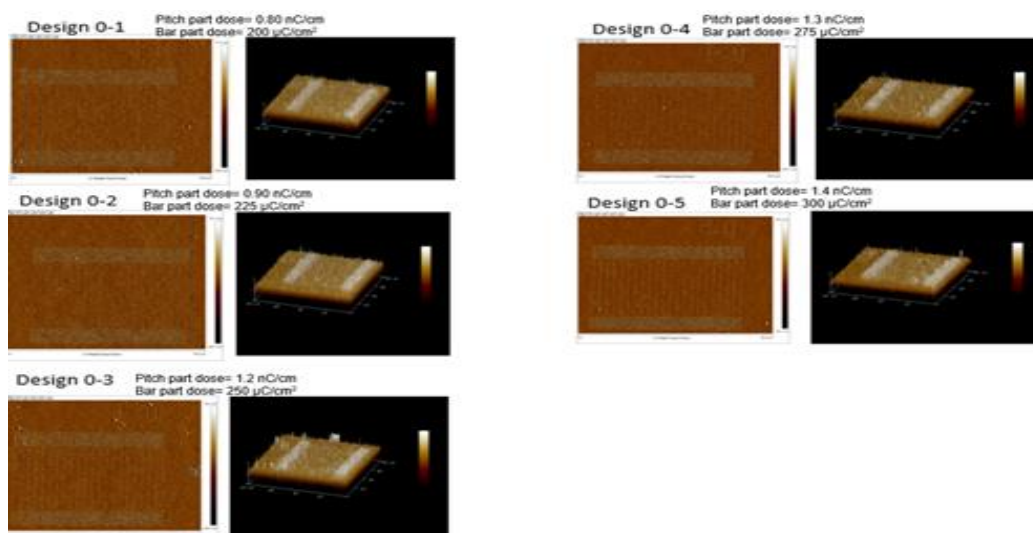 Design 0-1
Pitch part dose= 0.80 nC/cm
Bar part dose= 200 µC/cm²
Design 0-2
Pitch part dose= 0.90 nC/cm
Bar part dose= 225 µC/cm²
Design 0-3
Pitch part dose= 1.2 nC/cm
Bar part dose= 250 µC/cm²
Design 0-4
Pitch part dose= 1.3 nC/cm
Bar part dose= 275 µC/cm²
Design 0-5
Pitch part dose= 1.4 nC/cm
Bar part dose= 300 µC/cm²